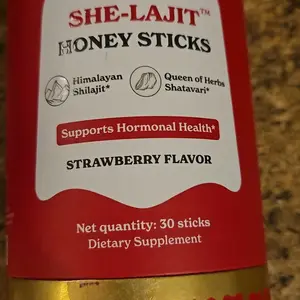 SHE-LAJIT™
HONEY STICKS
Himalayan
Shilajit*
Queen of Herbs
Shatavari*
Supports Hormonal Health*
STRAWBERRY FLAVOR
Net quantity: 30 sticks
Dietary Supplement